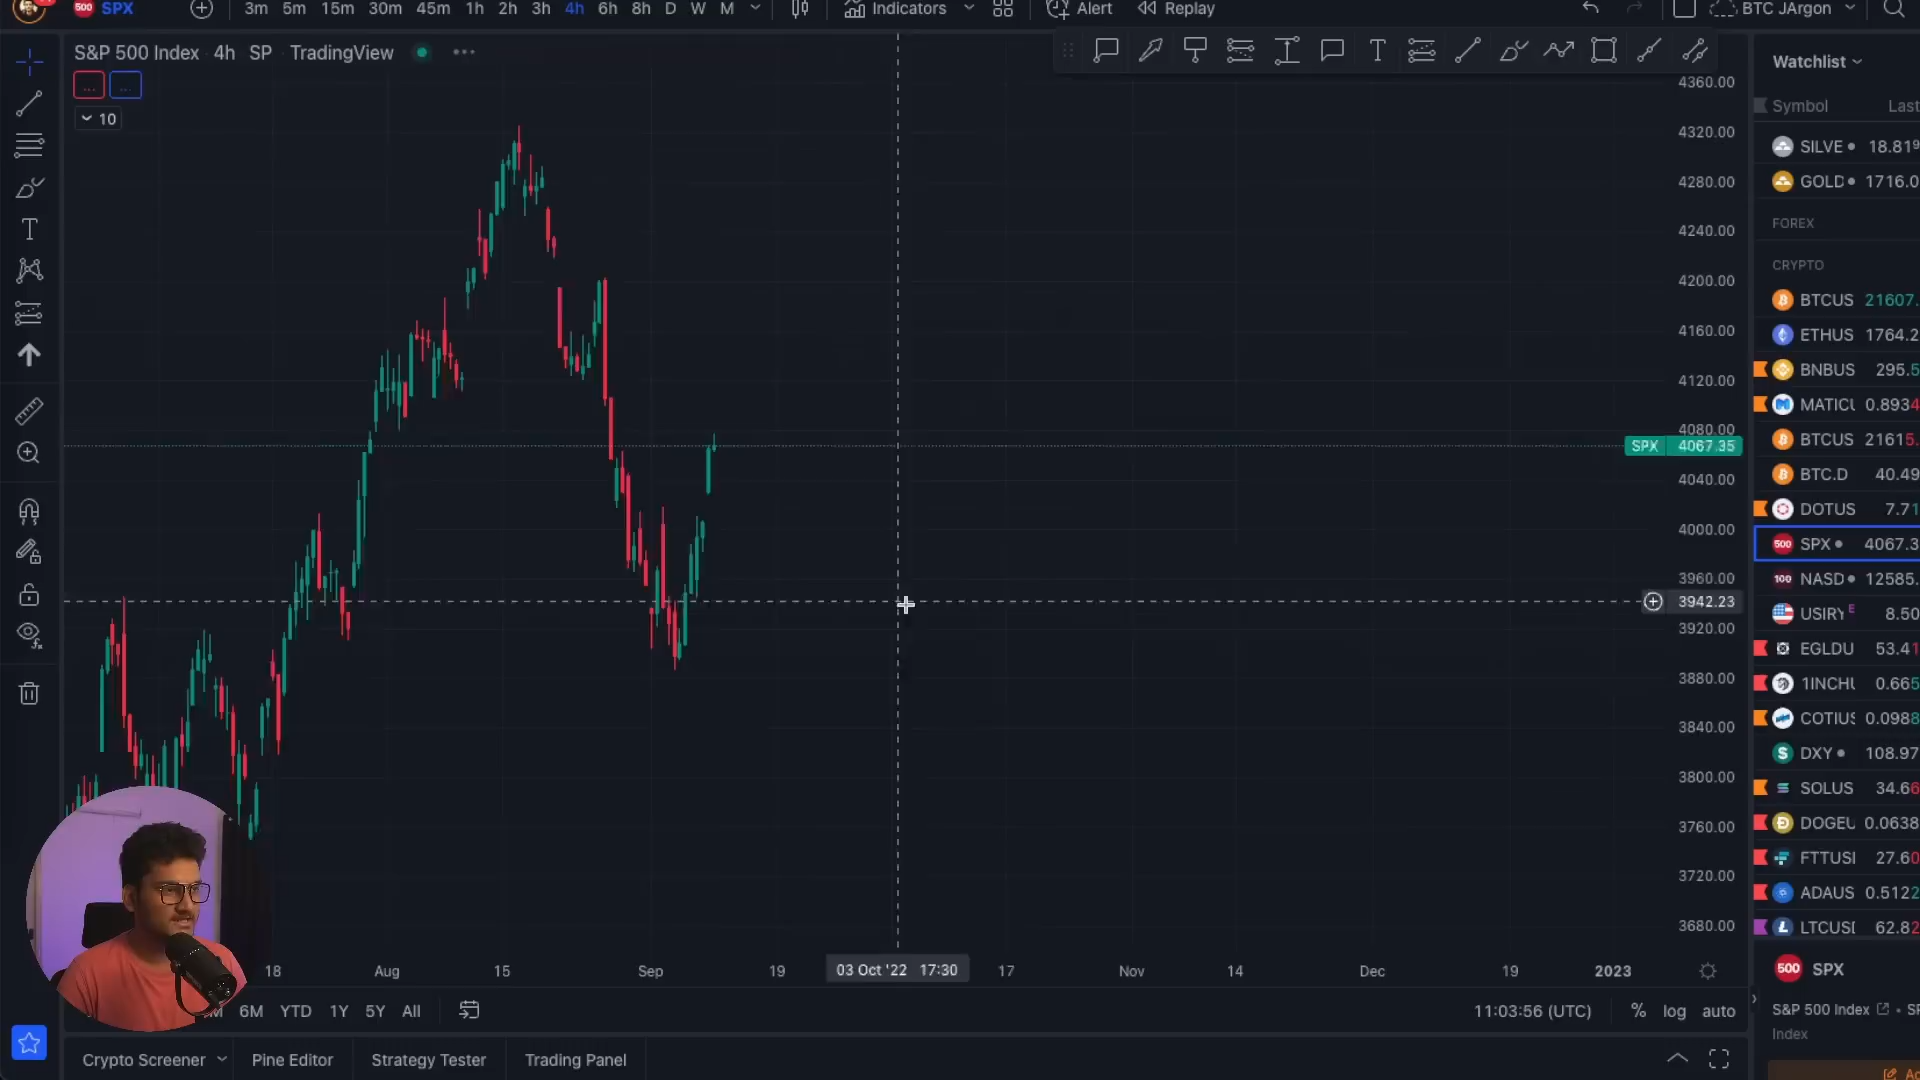 500 SPX 3m 5m 15m 30m 45m 1h 2h 3h 4h 6h 8h D W M Indicators Alert Replay BTC JArgon
S&P 500 Index 4h SP TradingView
... ...
10
4360.00
4320.00
4280.00
4240.00
4200.00
4160.00
4120.00
4080.00
SPX 4067.35
4040.00
4000.00
3960.00
3942.23
3920.00
3880.00
3840.00
3800.00
3760.00
3720.00
3680.00
18 Aug 15 Sep 19 03 Oct '22 17:30 17 Nov 14 Dec 19 2023
M 6M YTD 1Y 5Y All 11:03:56 (UTC) % log auto
Crypto Screener Pine Editor Strategy Tester Trading Panel
Watchlist
Symbol Last
SILVE 18.819
GOLD 1716.0
FOREX
CRYPTO
BTCUS 21607.
ETHUS 1764.2
BNBUS 295.5
MATICU 0.8934
BTCUS 21615.
BTC.D 40.49
DOTUS 7.71
500 SPX 4067.3
100 NASD 12585.
USIRY E 8.50
EGLDU 53.41
1INCHU 0.665
COTIUS 0.0988
DXY 108.97
SOLUS 34.66
DOGEU 0.0638
FTTUSI 27.60
ADAUS 0.5122
LTCUSI 62.82
500 SPX
S&P 500 Index • SP
Index